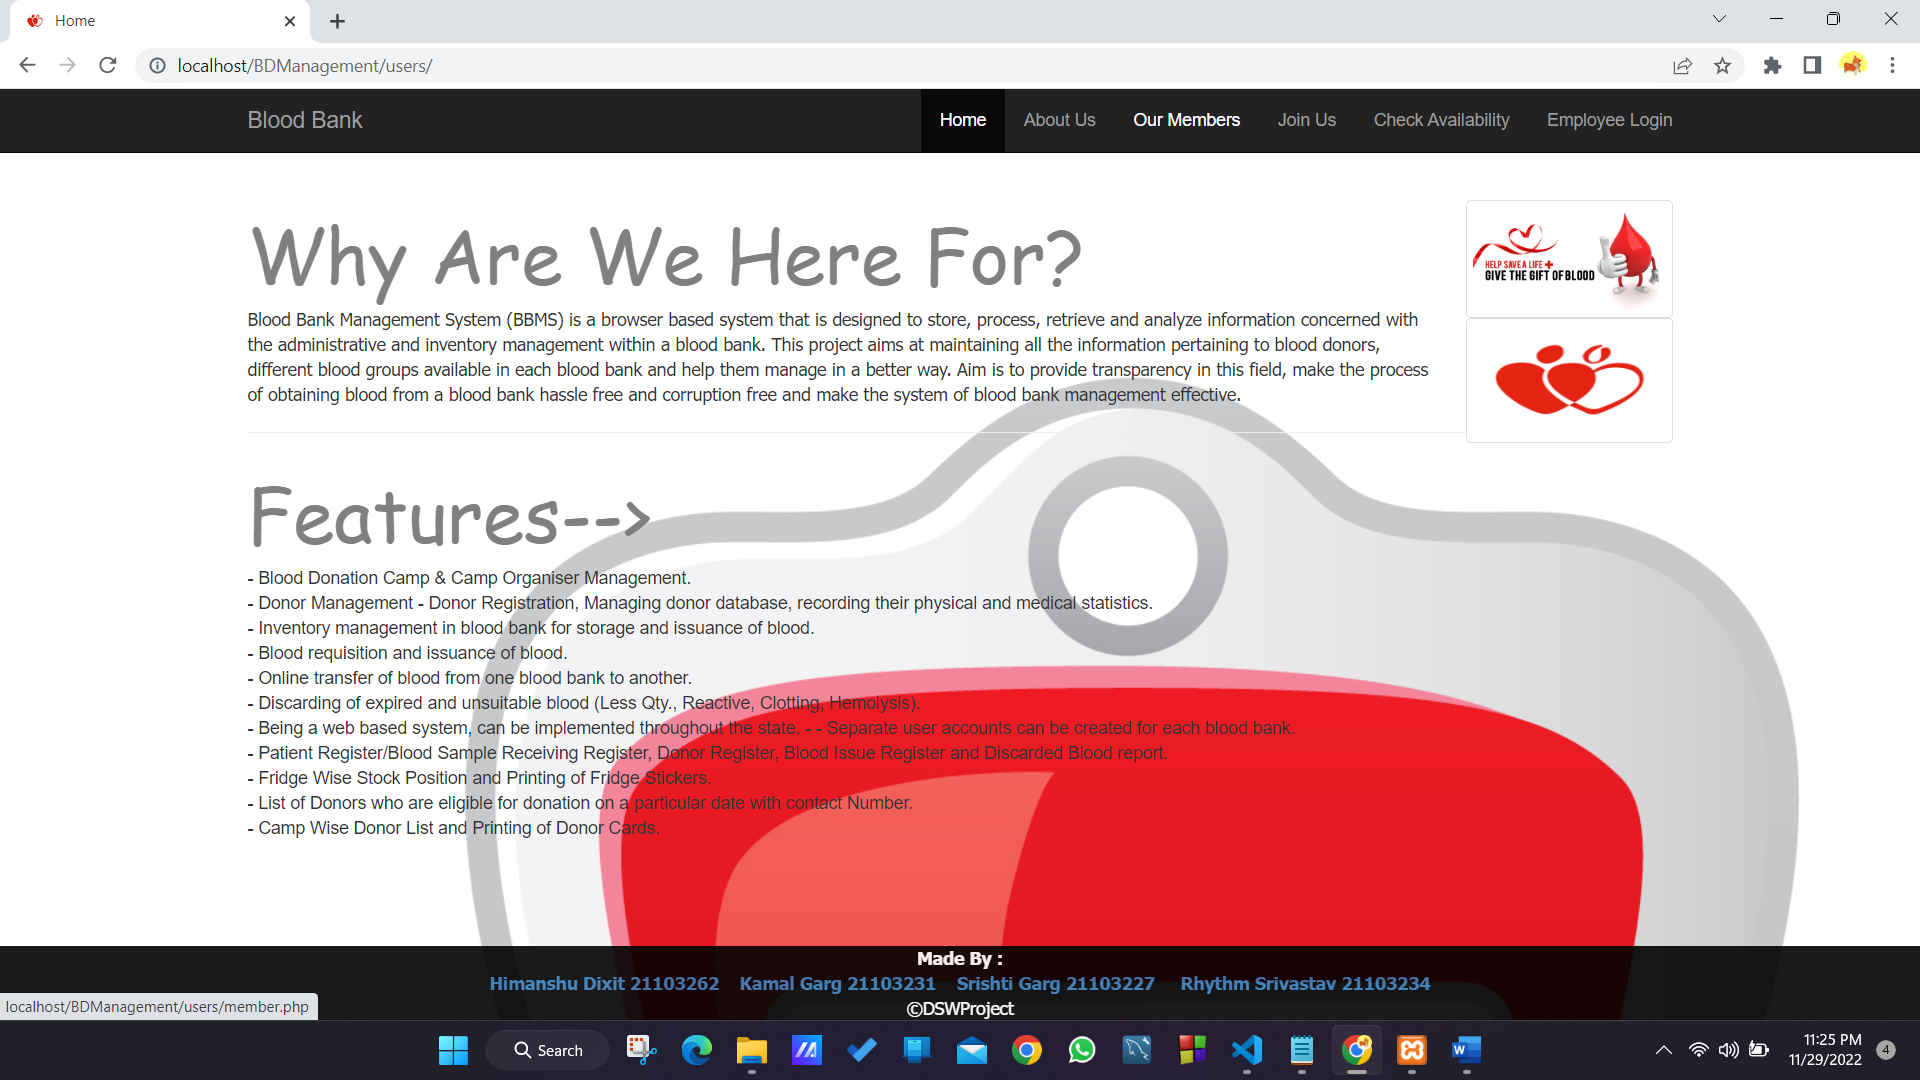 Home
localhost/BDManagement/users/
Blood Bank
Home
About Us
Our Members
Join Us
Check Availability
Employee Login
Why Are We Here For?
HELP SAVE A LIFE +
GIVE THE GIFT OF BLOOD
Blood Bank Management System (BBMS) is a browser based system that is designed to store, process, retrieve and analyze information concerned with
the administrative and inventory management within a blood bank. This project aims at maintaining all the information pertaining to blood donors,
different blood groups available in each blood bank and help them manage in a better way. Aim is to provide transparency in this field, make the process
of obtaining blood from a blood bank hassle free and corruption free and make the system of blood bank management effective.
Features-->
- Blood Donation Camp & Camp Organiser Management.
- Donor Management - Donor Registration, Managing donor database, recording their physical and medical statistics.
- Inventory management in blood bank for storage and issuance of blood.
- Blood requisition and issuance of blood.
- Online transfer of blood from one blood bank to another.
- Discarding of expired and unsuitable blood (Less Qty., Reactive, Clotting, Hemolysis).
- Being a web based system, can be implemented throughout the state. - - Separate user accounts can be created for each blood bank.
- Patient Register/Blood Sample Receiving Register, Donor Register, Blood Issue Register and Discarded Blood report.
- Fridge Wise Stock Position and Printing of Fridge Stickers.
- List of Donors who are eligible for donation on a particular date with contact Number.
- Camp Wise Donor List and Printing of Donor Cards.
Made By :
Himanshu Dixit 21103262 Kamal Garg 21103231 Srishti Garg 21103227 Rhythm Srivastav 21103234
©DSWProject
localhost/BDManagement/users/member.php
Search
11:25 PM
11/29/2022
4